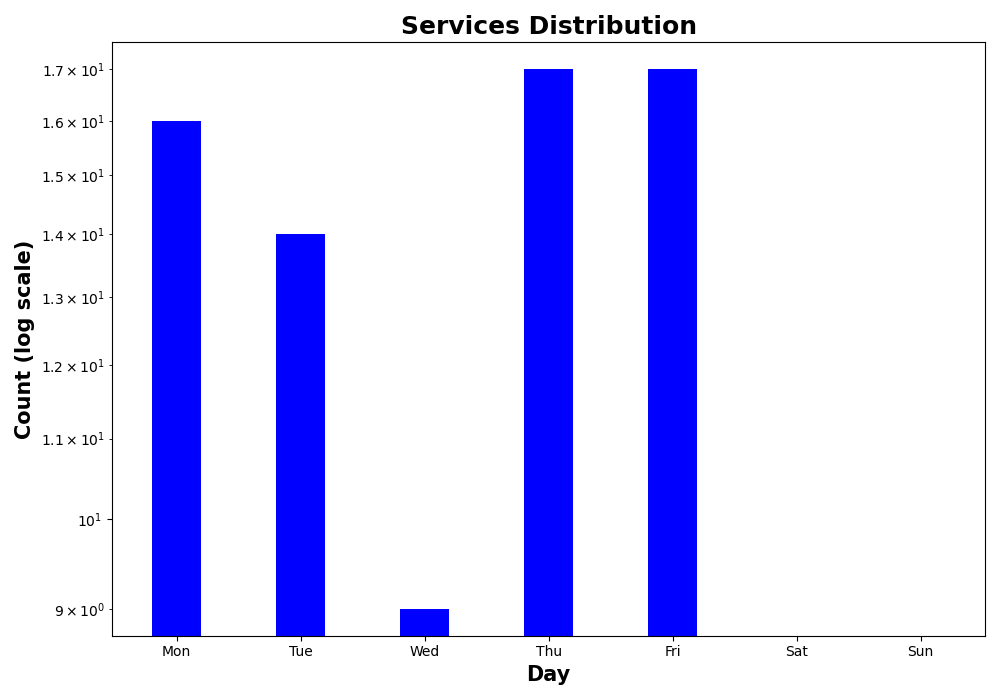 Services Distribution
Count (log scale)
1.7 × 10¹
1.6 × 10¹
1.5 × 10¹
1.4 × 10¹
1.3 × 10¹
1.2 × 10¹
1.1 × 10¹
10¹
9 × 10⁰
Mon Tue Wed Thu Fri Sat Sun
Day